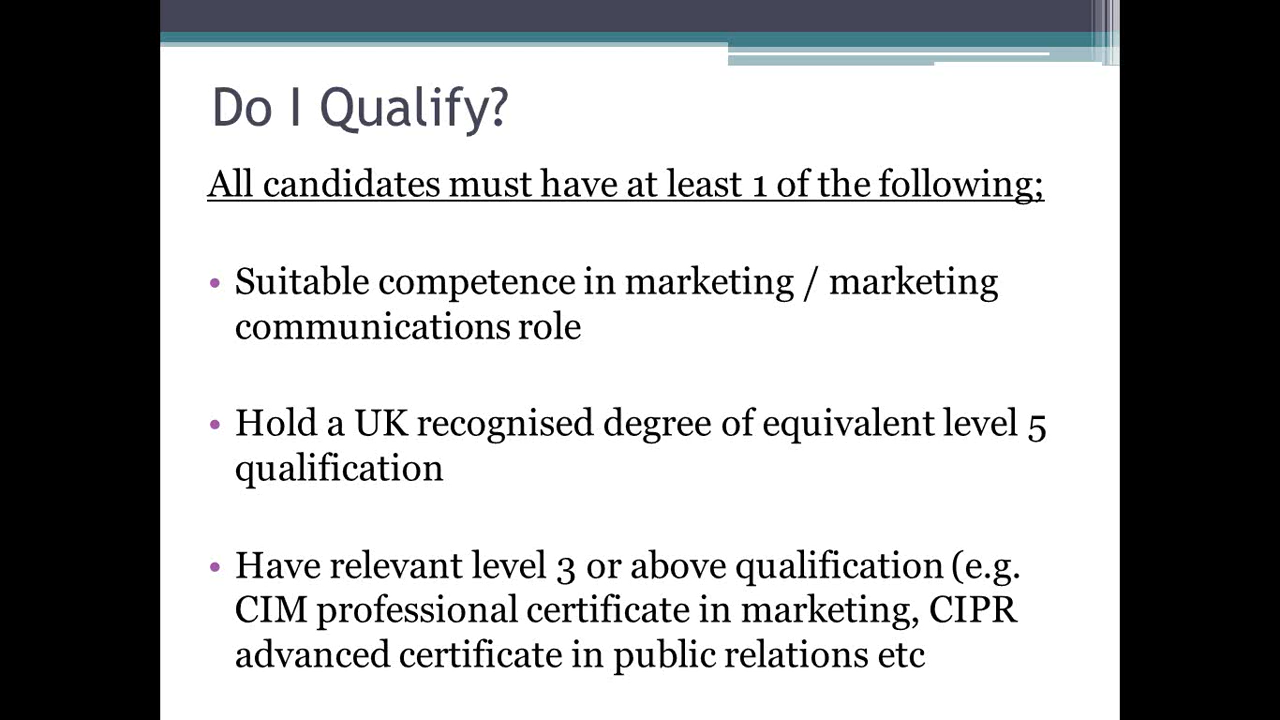 Do I Qualify?
All candidates must have at least 1 of the following;
• Suitable competence in marketing / marketing
communications role
• Hold a UK recognised degree of equivalent level 5
qualification
• Have relevant level 3 or above qualification (e.g.
CIM professional certificate in marketing, CIPR
advanced certificate in public relations etc